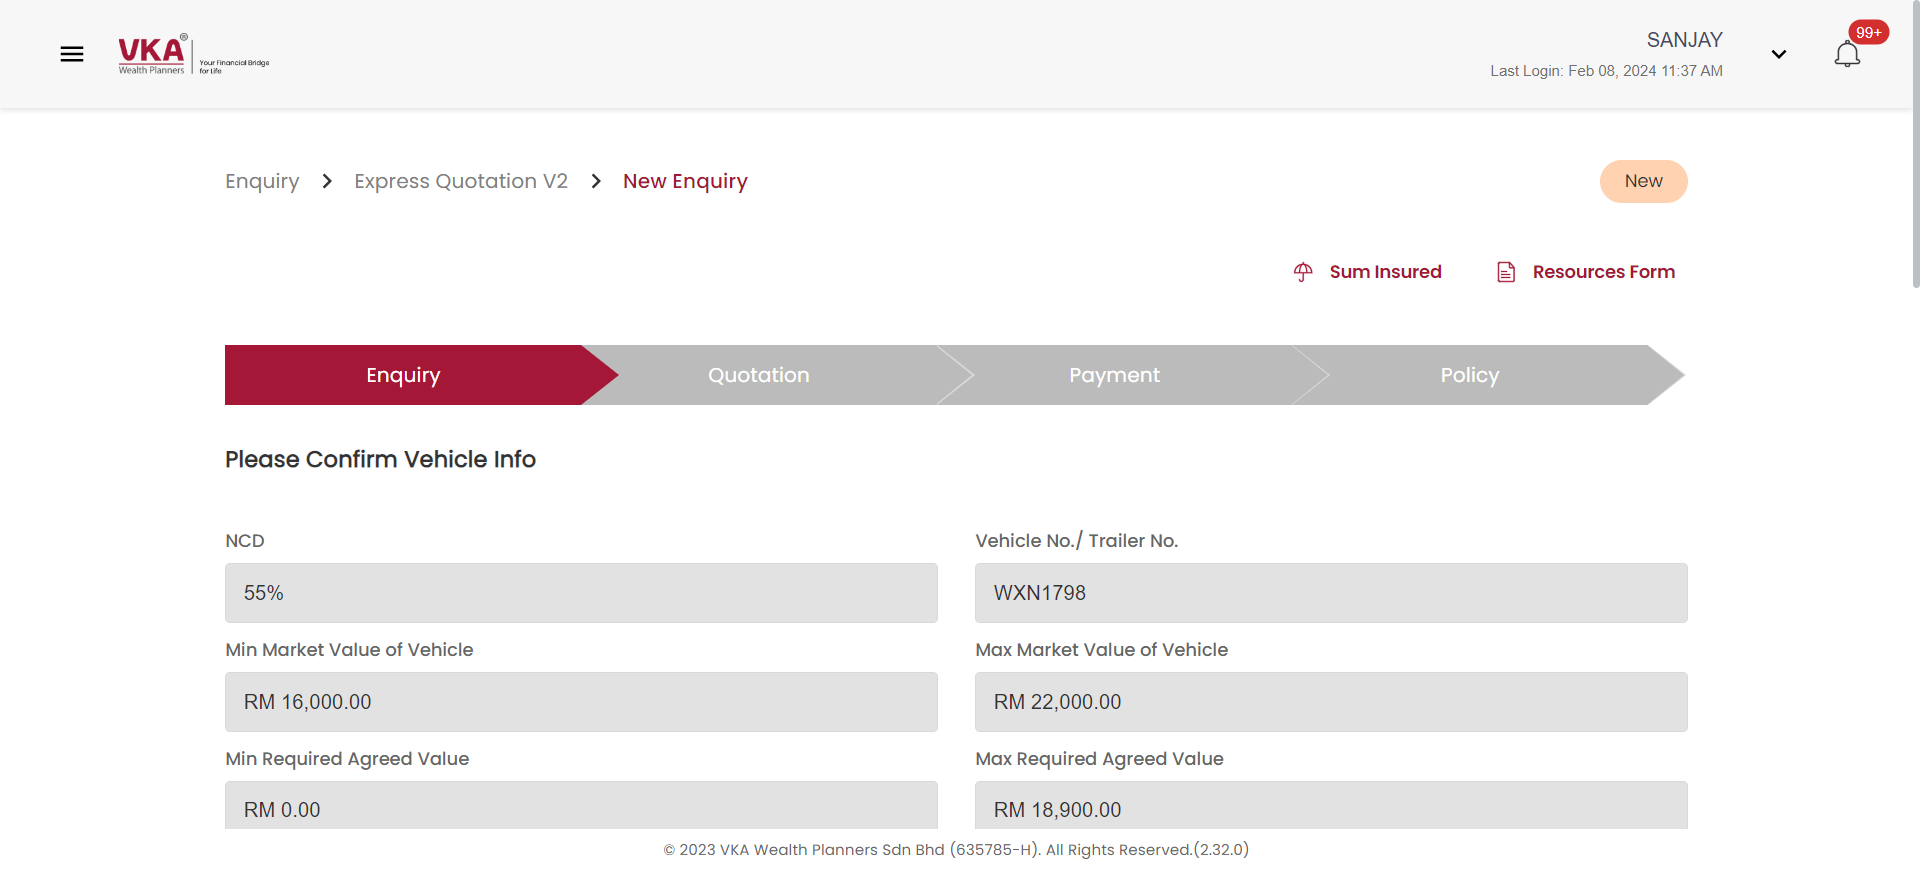 VKA®
Wealth Planners
Your Financial Bridge
for Life
SANJAY
Last Login: Feb 08, 2024 11:37 AM
99+
Enquiry > Express Quotation V2 > New Enquiry
New
Sum Insured
Resources Form
Enquiry
Quotation
Payment
Policy
Please Confirm Vehicle Info
NCD
55%
Vehicle No./ Trailer No.
WXN1798
Min Market Value of Vehicle
RM 16,000.00
Max Market Value of Vehicle
RM 22,000.00
Min Required Agreed Value
RM 0.00
Max Required Agreed Value
RM 18,900.00
© 2023 VKA Wealth Planners Sdn Bhd (635785-H). All Rights Reserved.(2.32.0)